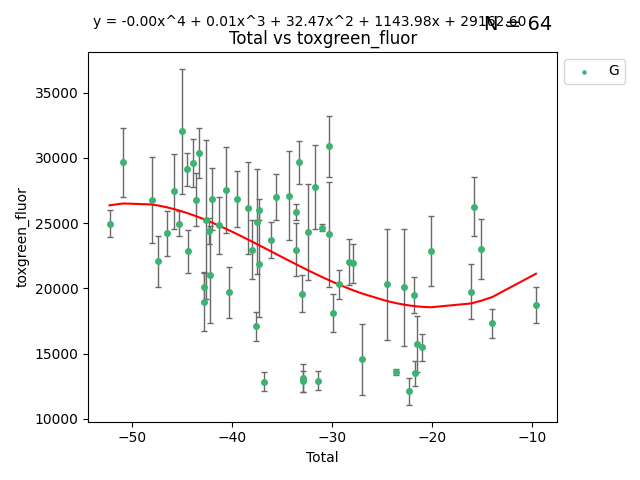 y = -0.00x^4 + 0.01x^3 + 32.47x^2 + 1143.98x + 29162.60
N = 64
Total vs toxgreen_fluor
G
toxgreen_fluor
35000
30000
25000
20000
15000
10000
−50
−40
−30
−20
−10
Total